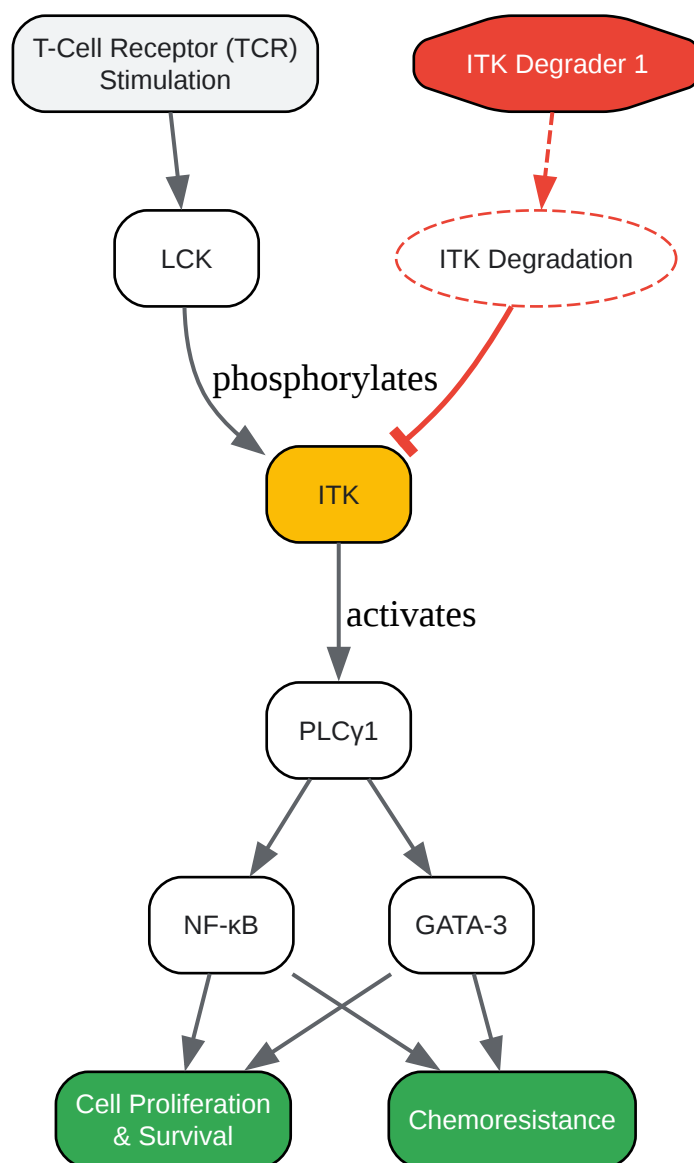 T-Cell Receptor (TCR)
Stimulation
ITK Degrader 1
LCK
ITK Degradation
phosphorylates
ITK
activates
PLCγ1
NF-κB
GATA-3
Cell Proliferation
& Survival
Chemoresistance